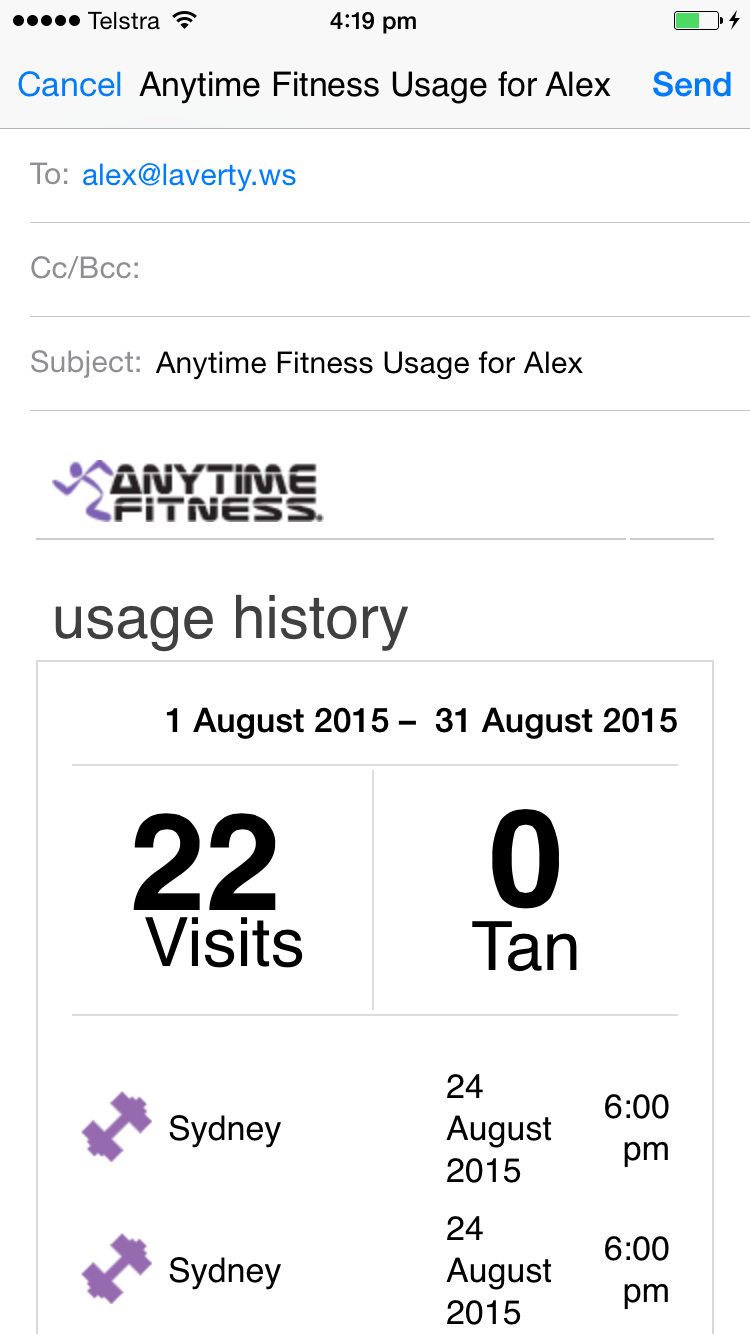 Telstra 4:19 pm
Cancel Anytime Fitness Usage for Alex Send
To: alex@laverty.ws
Cc/Bcc:
Subject: Anytime Fitness Usage for Alex
ANYTIME
FITNESS.
usage history
1 August 2015 – 31 August 2015
22 0
Visits Tan
Sydney 24 August 2015 6:00 pm
Sydney 24 August 2015 6:00 pm